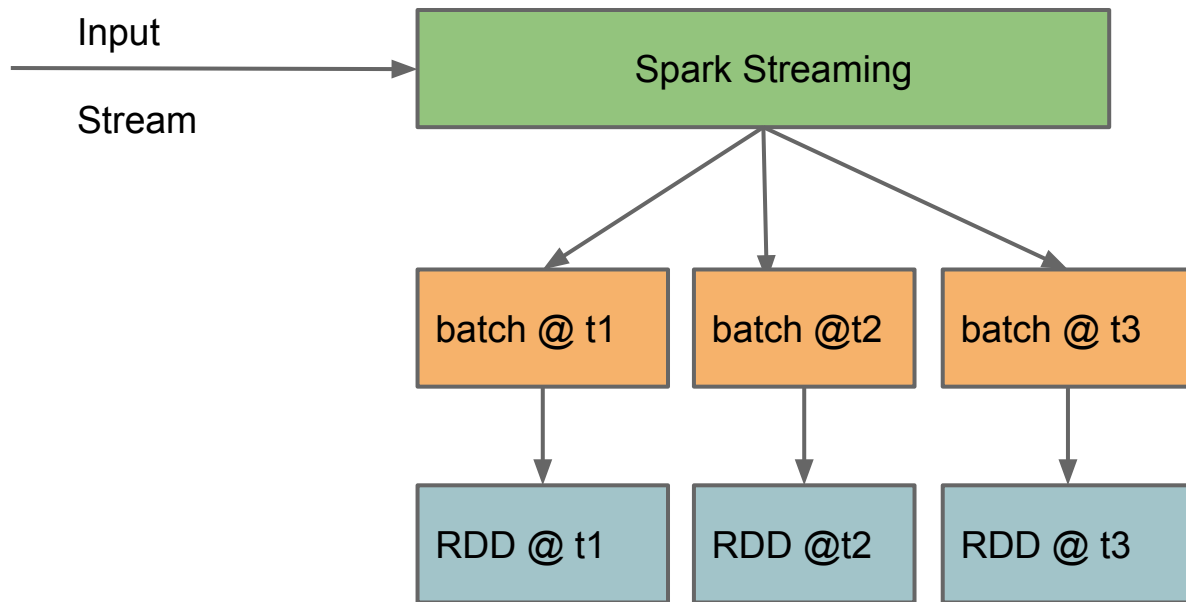 Input
Stream
Spark Streaming
batch @ t1
batch @t2
batch @ t3
RDD @ t1
RDD @t2
RDD @ t3